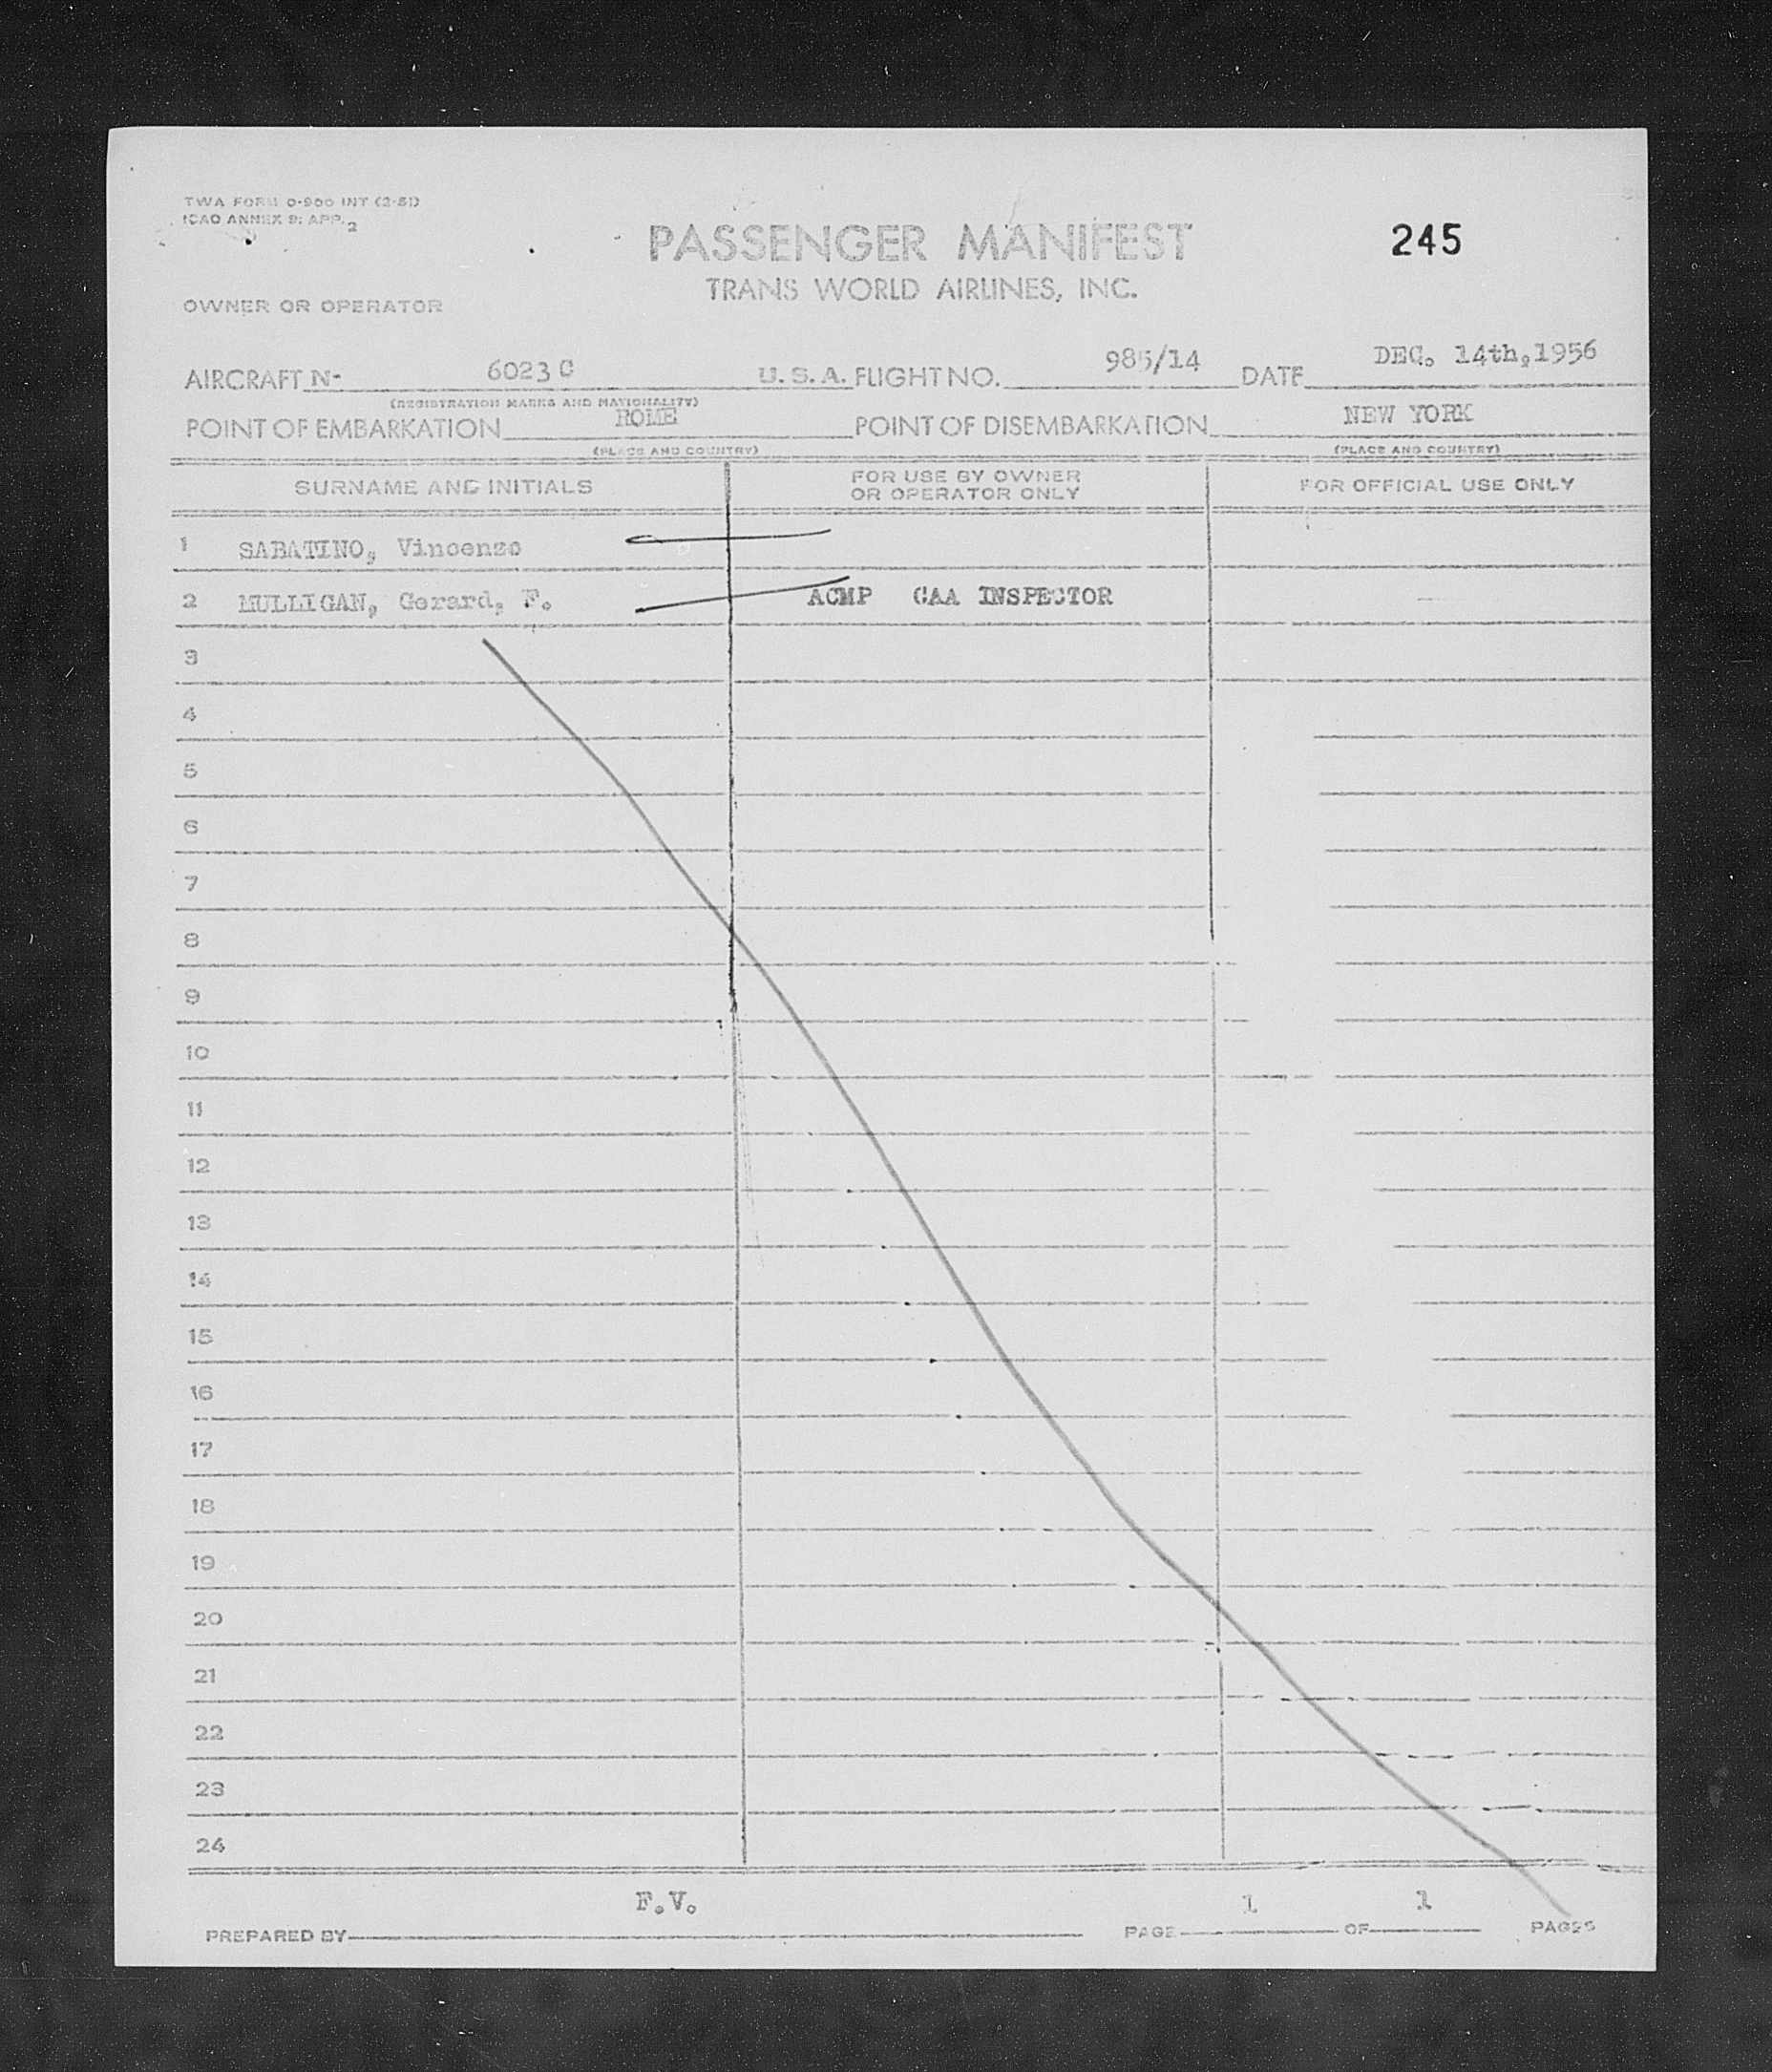 TWA FORM 0-900 INT (2-51)
ICAO ANNEX 9: APP. 2
PASSENGER MANIFEST
245
TRANS WORLD AIRLINES, INC.
OWNER OR OPERATOR
AIRCRAFT N- 6023 C U.S.A. FLIGHT NO. 985/14 DATE DEC. 14th,1956
(REGISTRATION MARKS AND NATIONALITY)
POINT OF EMBARKATION ROME POINT OF DISEMBARKATION NEW YORK
(PLACE AND COUNTRY) (PLACE AND COUNTRY)
SURNAME AND INITIALS FOR USE BY OWNER OR OPERATOR ONLY FOR OFFICIAL USE ONLY
1 SABATINO, Vincenzo
2 MULLIGAN, Gerard, F. ACMP CAA INSPECTOR
3
4
5
6
7
8
9
10
11
12
13
14
15
16
17
18
19
20
21
22
23
24
PREPARED BY F.V. PAGE 1 OF 1 PAGES